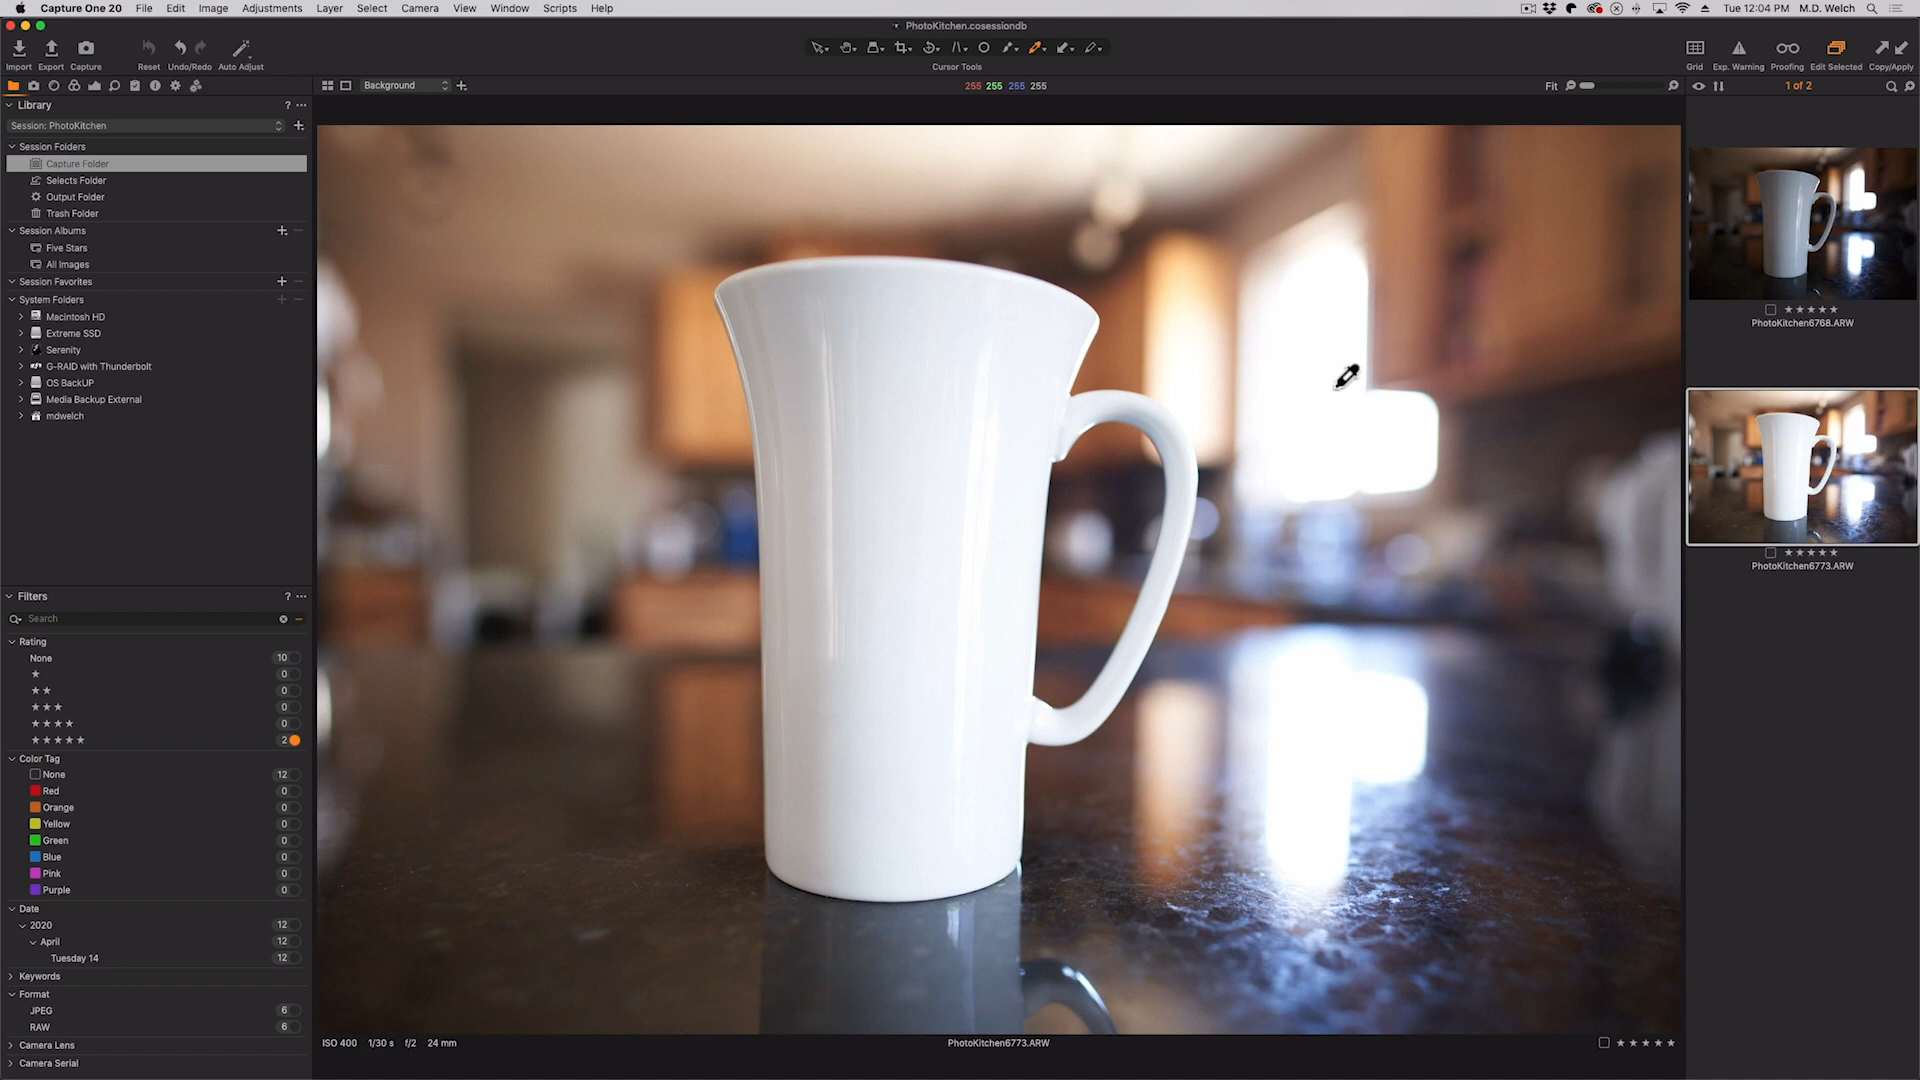 Capture One 20 File Edit Image Adjustments Layer Select Camera View Window Scripts Help Tue 12:04 PM M.D. Welch
PhotoKitchen.cosessiondb
Import Export Capture Reset Undo/Redo Auto Adjust Cursor Tools Grid Exp. Warning Proofing Edit Selected Copy/Apply
Background 255 255 255 255 Fit 1 of 2
Library ? ...
Session: PhotoKitchen
Session Folders
Capture Folder
Selects Folder
Output Folder
Trash Folder
Session Albums
Five Stars
All Images
Session Favorites
System Folders
Macintosh HD
Extreme SSD
Serenity
G-RAID with Thunderbolt
OS BackUP
Media Backup External
mdwelch
PhotoKitchen6768.ARW
PhotoKitchen6773.ARW
Filters ? ...
Search
Rating
None 10
★ 0
★★ 0
★★★ 0
★★★★ 0
★★★★★ 2
Color Tag
None 12
Red 0
Orange 0
Yellow 0
Green 0
Blue 0
Pink 0
Purple 0
Date
2020 12
April 12
Tuesday 14 12
Keywords
Format
JPEG 6
RAW 6
Camera Lens
Camera Serial
ISO 400 1/30 s f/2 24 mm PhotoKitchen6773.ARW